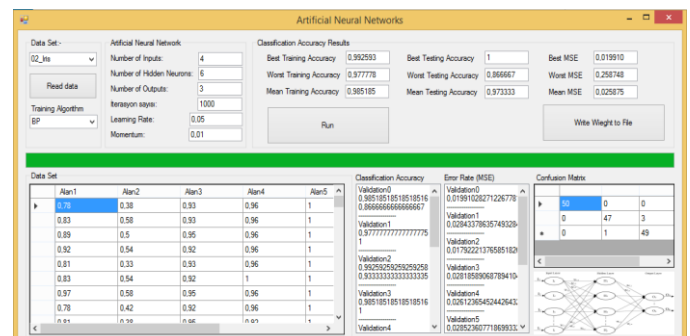 Artificial Neural Networks
Data Set:-
02_Iris
Read data
Training Algorithm
BP
Artificial Neural Network
Number of Inputs: 4
Number of Hidden Neurons: 6
Number of Outputs: 3
Iterasyon sayısı: 1000
Learning Rate: 0,05
Momentum: 0,01
Classification Accuracy Results
Best Training Accuracy 0,992593 Best Testing Accuracy 1 Best MSE 0,019910
Worst Training Accuracy 0,977778 Worst Testing Accuracy 0,866667 Worst MSE 0,258748
Mean Training Accuracy 0,985185 Mean Testing Accuracy 0,973333 Mean MSE 0,025875
Run
Write Wieght to File
Data Set
Alan1 Alan2 Alan3 Alan4 Alan5
0.78 0.38 0.93 0.96 1
0.83 0.58 0.93 0.96 1
0.89 0.5 0.95 0.96 1
0.92 0.54 0.92 0.96 1
0.81 0.33 0.93 0.96 1
0.83 0.54 0.92 1 1
0.97 0.58 0.95 0.96 1
0.78 0.42 0.92 0.96 1
Classification Accuracy
Validation0
0,985185185185185
0,866666666666667
Validation1
0,977777777777777
1
Validation2
0,992592592592592
0,933333333333333
Validation3
0,985185185185185
1
Validation4
Error Rate (MSE)
Validation0
0,01991028271226778
Validation1
Validation2
Validation3
Validation4
Validation5
Confusion Matrix
50 0 0
0 47 3
0 1 49